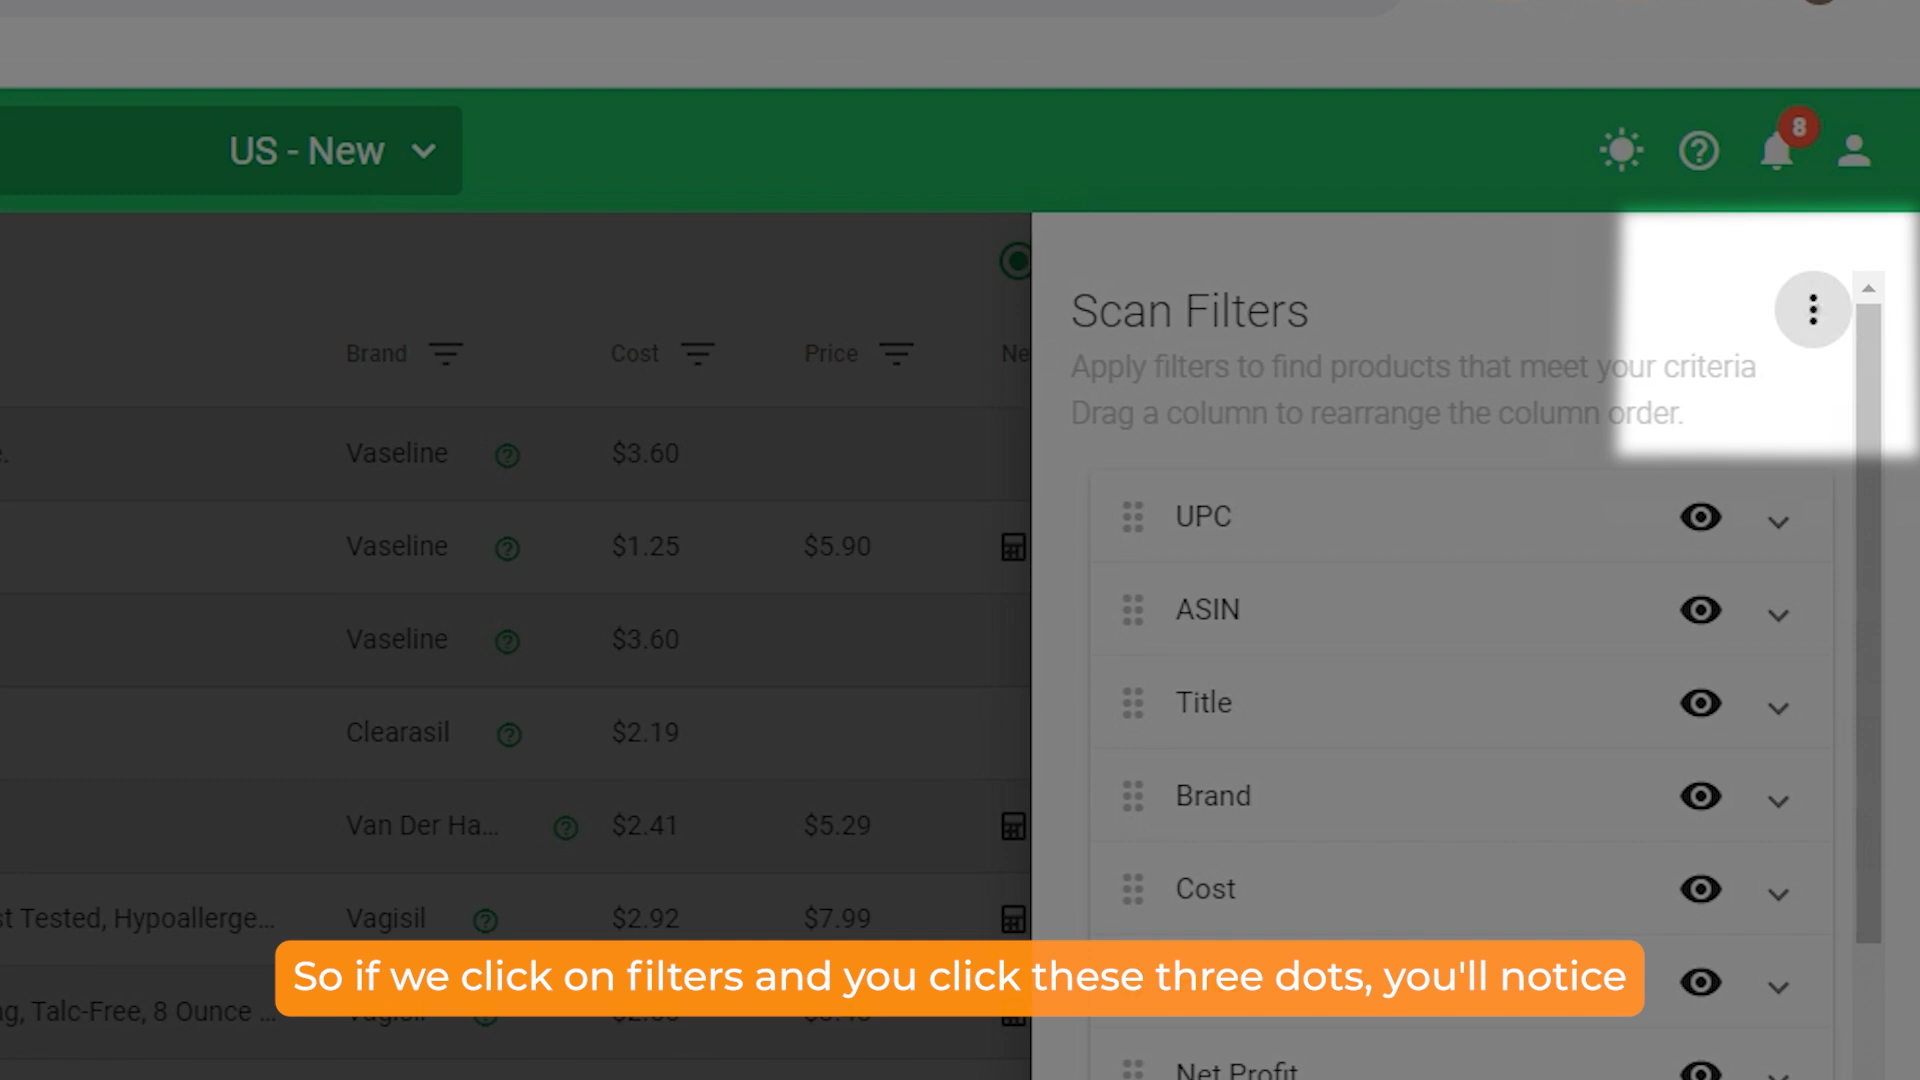 US - New
8
Scan Filters
Apply filters to find products that meet your criteria
Drag a column to rearrange the column order.
Brand Cost Price Ne
. Vaseline $3.60
Vaseline $1.25 $5.90
Vaseline $3.60
Clearasil $2.19
Van Der Ha... $2.41 $5.29
st Tested, Hypoallerge... Vagisil $2.92 $7.99
ng, Talc-Free, 8 Ounce ...
UPC
ASIN
Title
Brand
Cost
Net Profit
So if we click on filters and you click these three dots, you'll notice